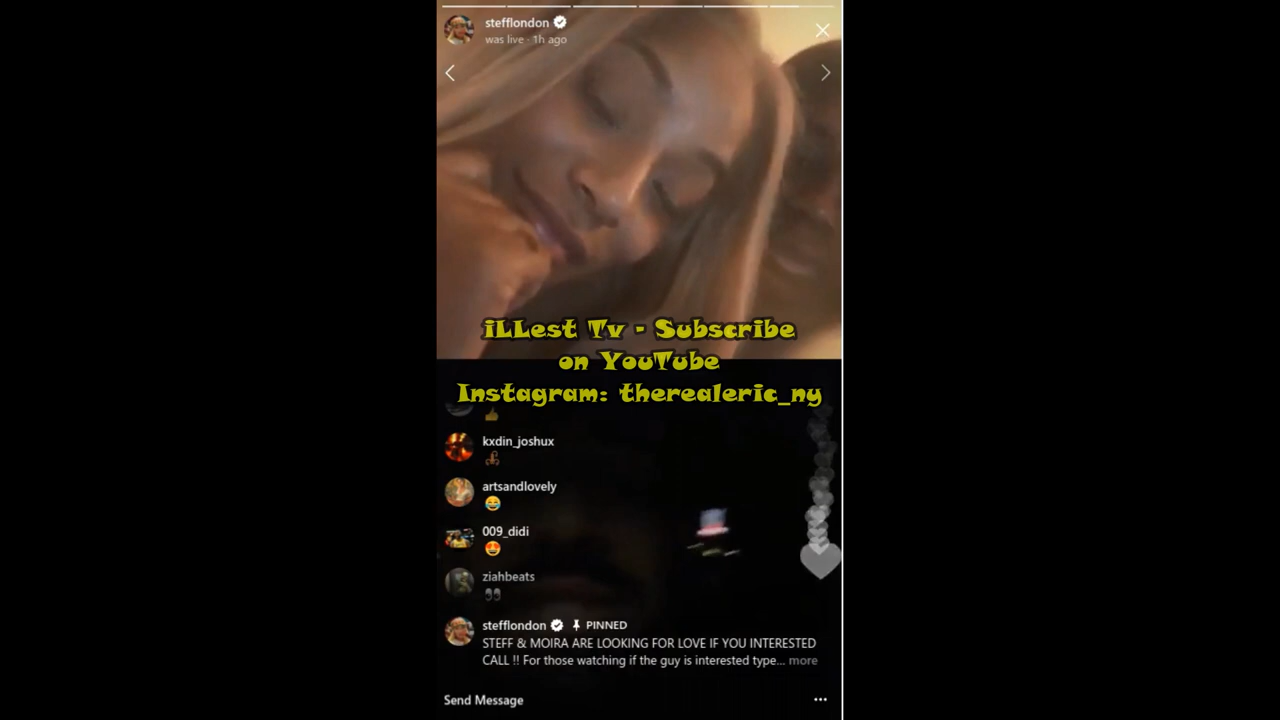 stefflondon
was live · 1h ago
iLLest Tv - Subscribe
on YouTube
Instagram: therealeric_ny
kxdin_joshux
artsandlovely
009_didi
ziahbeats
stefflondon PINNED
STEFF & MOIRA ARE LOOKING FOR LOVE IF YOU INTERESTED
CALL !! For those watching if the guy is interested type... more
Send Message